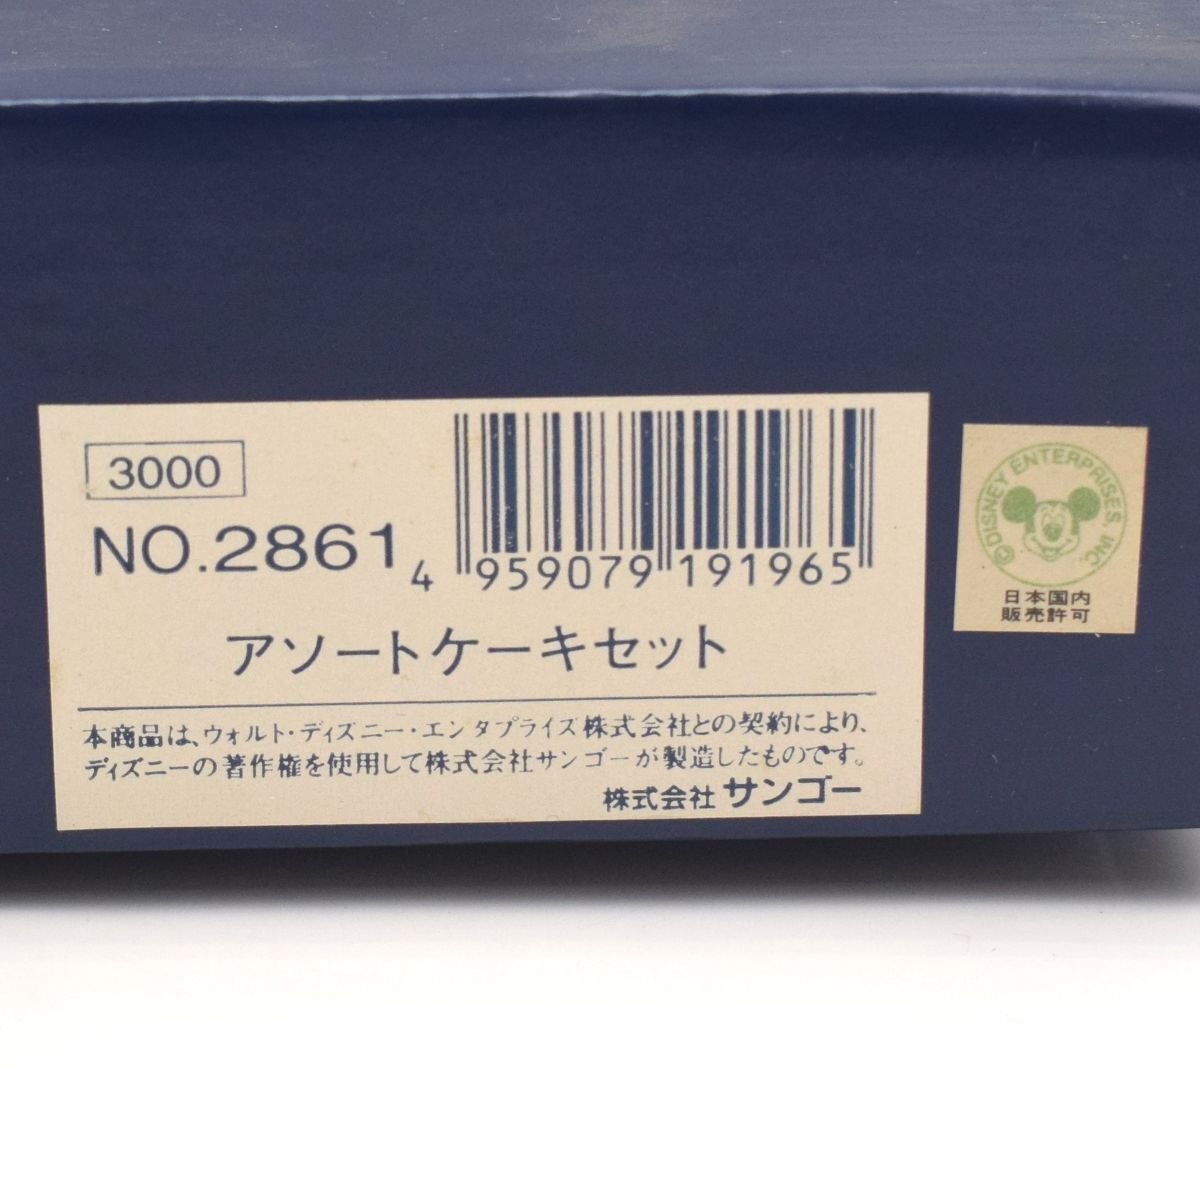 3000
NO.2861
4 959079 191965
アソートケーキセット
本商品は、ウォルト・ディズニー・エンタプライズ株式会社との契約により、
ディズニーの著作権を使用して株式会社サンゴーが製造したものです。
株式会社 サンゴー
©DISNEY ENTERPRISES, INC.
日本国内
販売許可